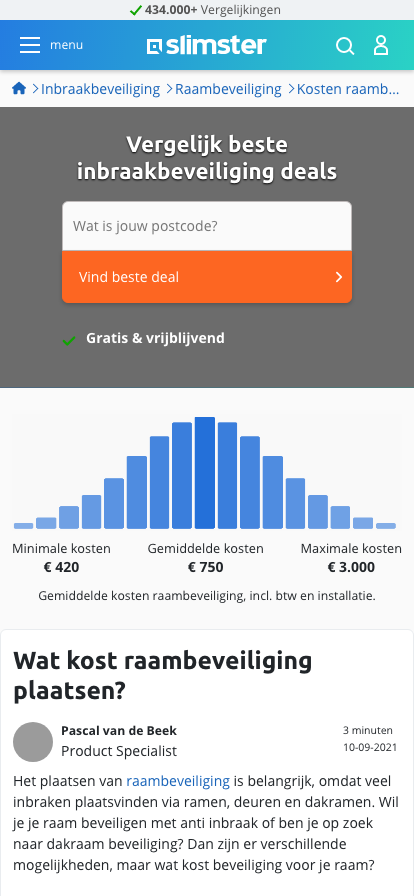 434.000+ Vergelijkingen
menu
slimster
Inbraakbeveiliging
Raambeveiliging
Kosten raamb...
Vergelijk beste
inbraakbeveiliging deals
Wat is jouw postcode?
Vind beste deal
Gratis & vrijblijvend
Minimale kosten
€ 420
Gemiddelde kosten
€ 750
Maximale kosten
€ 3.000
Gemiddelde kosten raambeveiliging, incl. btw en installatie.
Wat kost raambeveiliging
plaatsen?
Pascal van de Beek
Product Specialist
3 minuten
10-09-2021
Het plaatsen van raambeveiliging is belangrijk, omdat veel
inbraken plaatsvinden via ramen, deuren en dakramen. Wil
je je raam beveiligen met anti inbraak of ben je op zoek
naar dakraam beveiliging? Dan zijn er verschillende
mogelijkheden, maar wat kost beveiliging voor je raam?